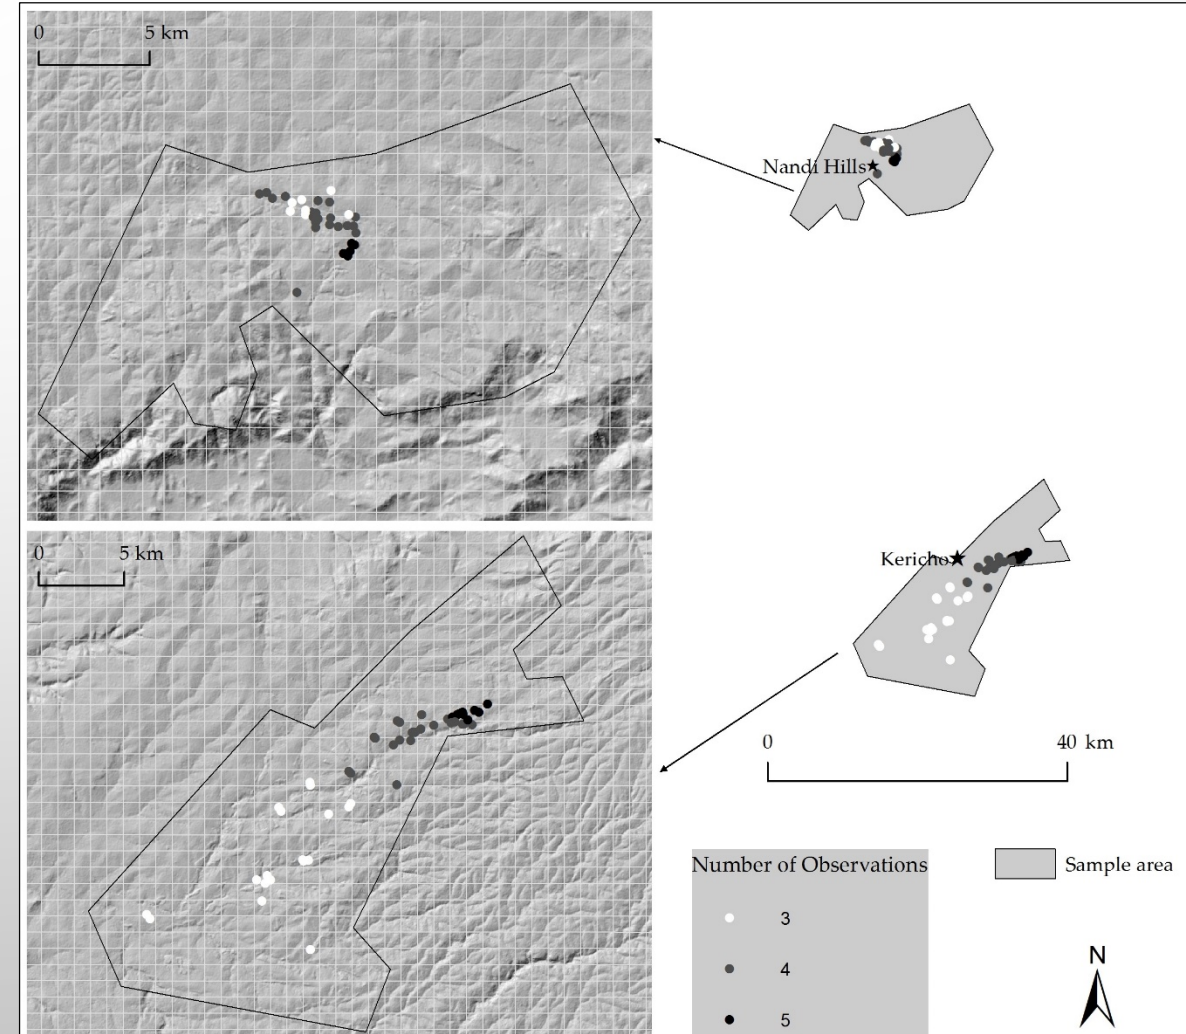 0 5 km
Nandi Hills
0 5 km
Kericho
0 40 km
Number of Observations
3
4
5
Sample area
N